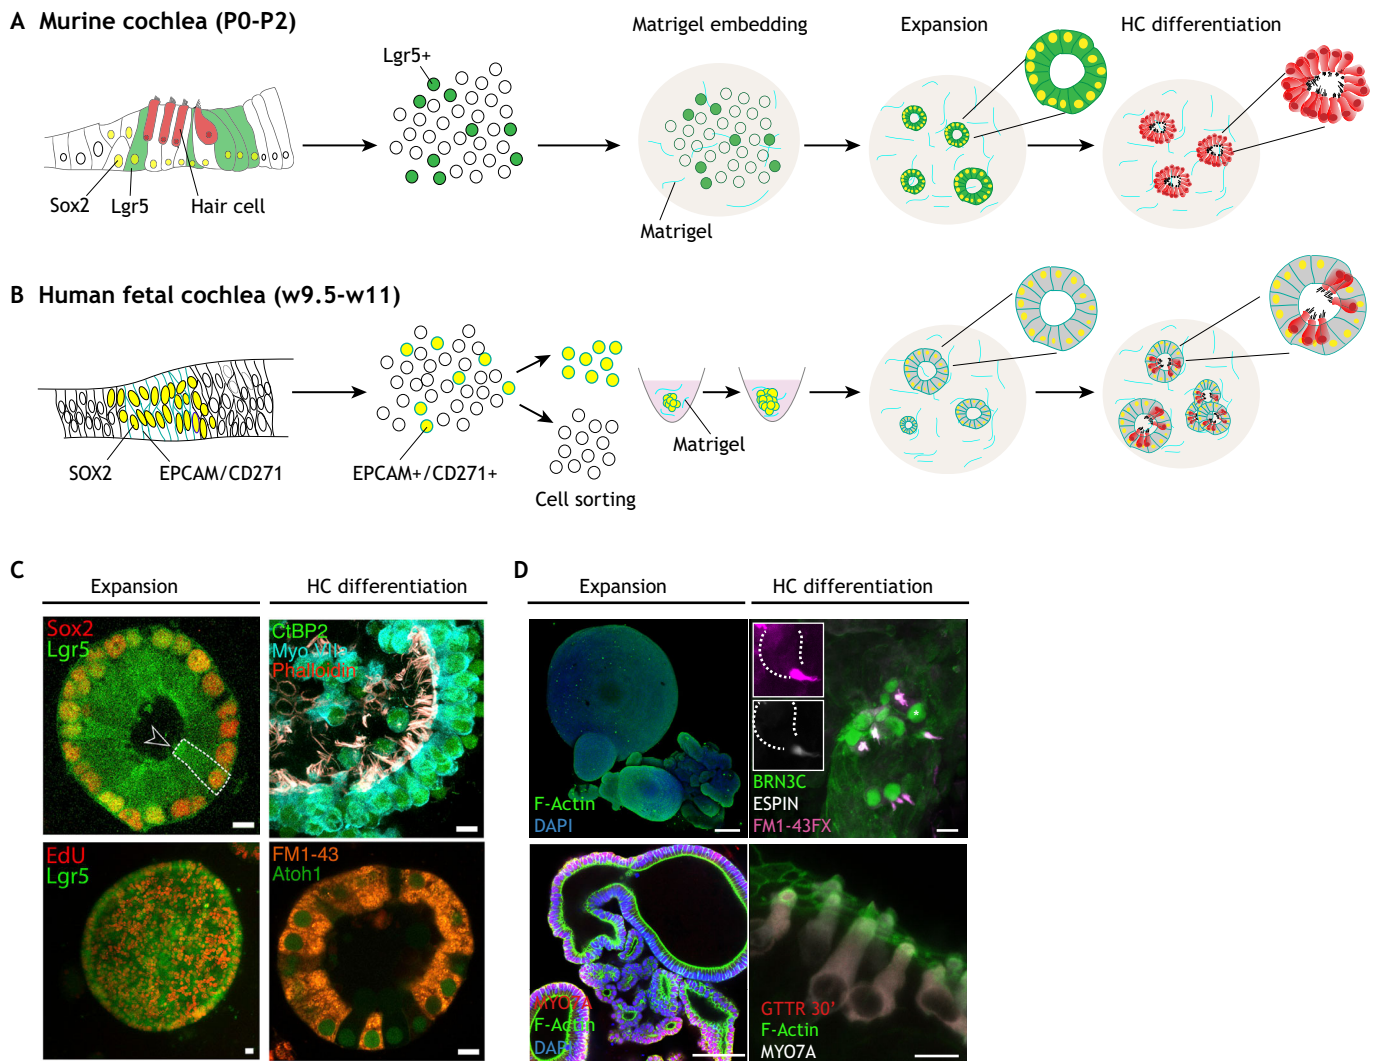 A Murine cochlea (P0-P2)
Lgr5+
Matrigel embedding
Expansion
HC differentiation
Sox2
Lgr5
Hair cell
Matrigel
B Human fetal cochlea (w9.5-w11)
SOX2
EPCAM/CD271
EPCAM+/CD271+
Cell sorting
Matrigel
C
Expansion
HC differentiation
Sox2
Lgr5
CtBP2
Myo VIIa
Phalloidin
EdU
Lgr5
FM1-43
Atoh1
D
Expansion
HC differentiation
F-Actin
DAPI
BRN3C
ESPIN
FM1-43FX
MYO7A
F-Actin
DAPI
GTTR 30'
F-Actin
MYO7A